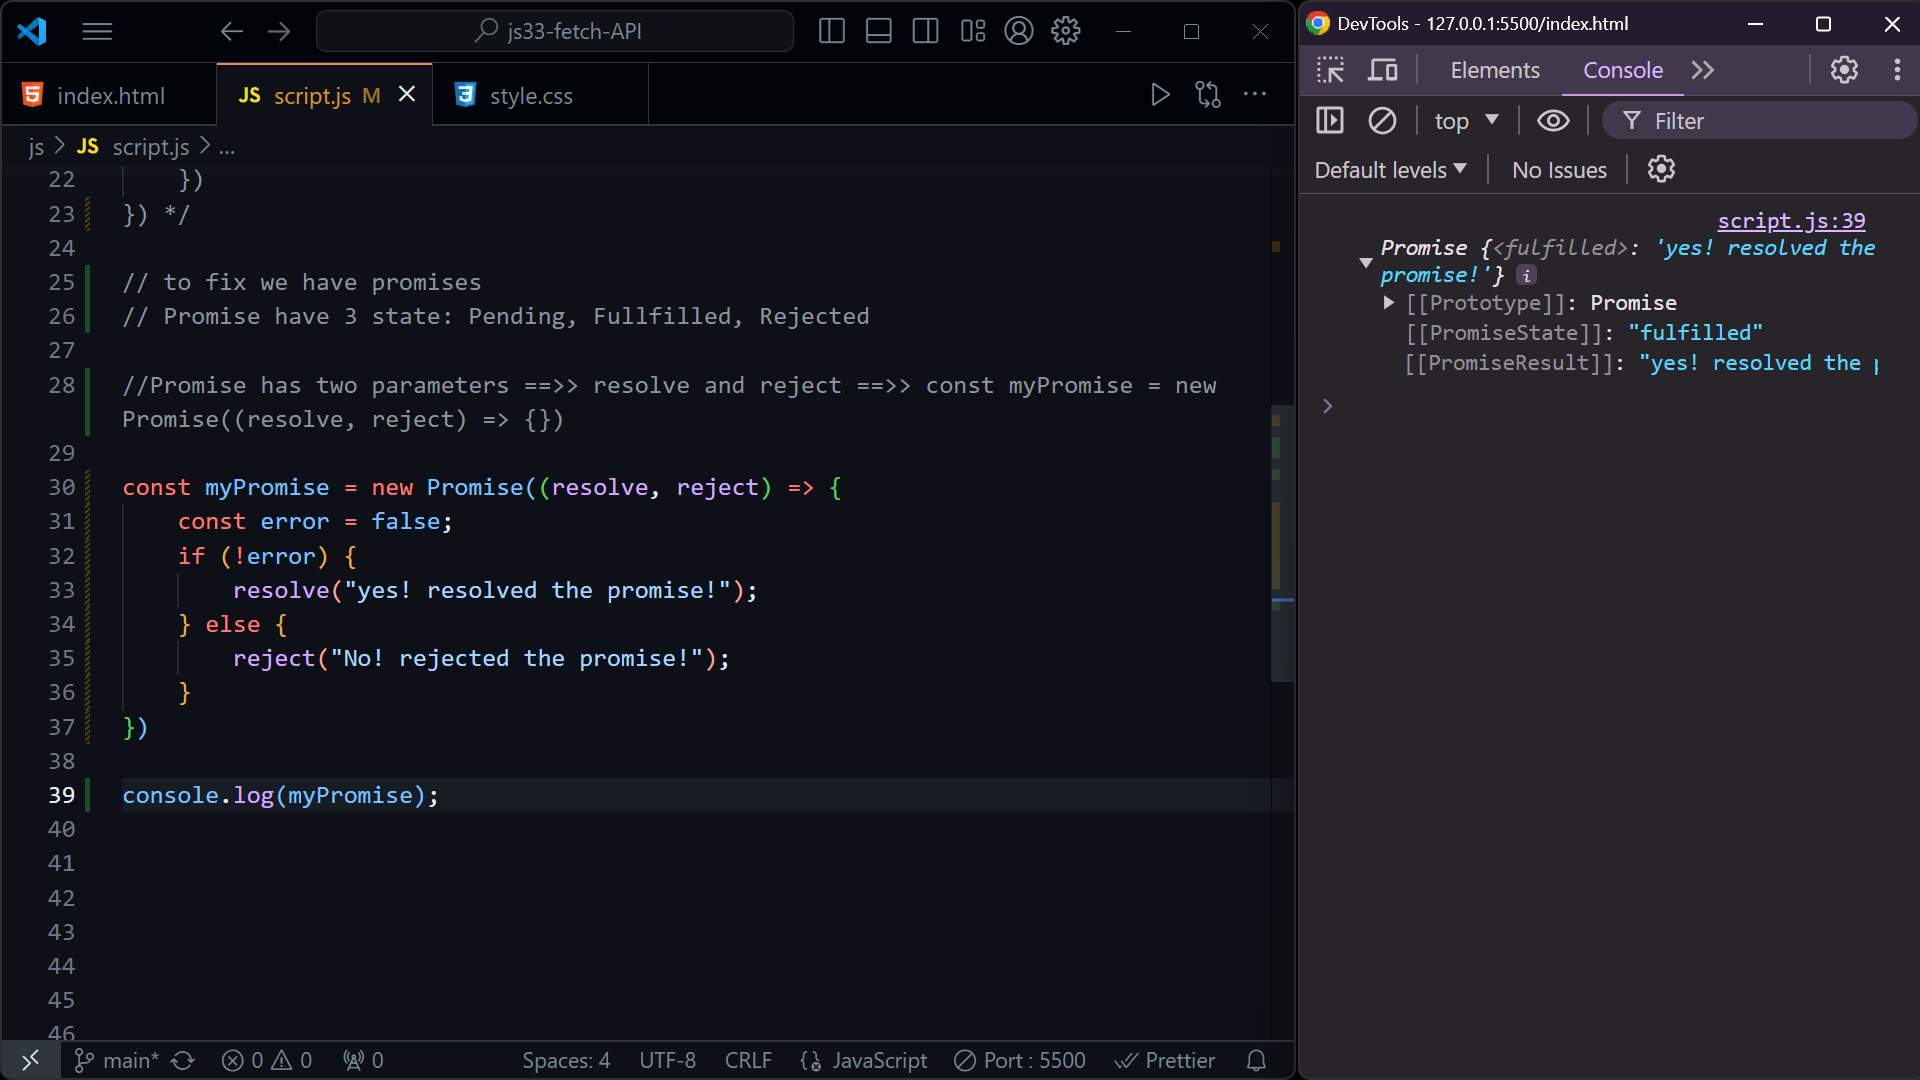 js33-fetch-API
index.html
JS script.js M
style.css
js > JS script.js > ...
22 })
23 }) */
24
25 // to fix we have promises
26 // Promise have 3 state: Pending, Fullfilled, Rejected
27
28 //Promise has two parameters ==>> resolve and reject ==>> const myPromise = new
Promise((resolve, reject) => {})
29
30 const myPromise = new Promise((resolve, reject) => {
31 const error = false;
32 if (!error) {
33 resolve("yes! resolved the promise!");
34 } else {
35 reject("No! rejected the promise!");
36 }
37 })
38
39 console.log(myPromise);
40
41
42
43
44
45
46
main* 0 0 0 Spaces: 4 UTF-8 CRLF JavaScript Port : 5500 Prettier
DevTools - 127.0.0.1:5500/index.html
Elements Console
top Filter
Default levels No Issues
script.js:39
Promise {<fulfilled>: 'yes! resolved the
promise!'} i
[[Prototype]]: Promise
[[PromiseState]]: "fulfilled"
[[PromiseResult]]: "yes! resolved the